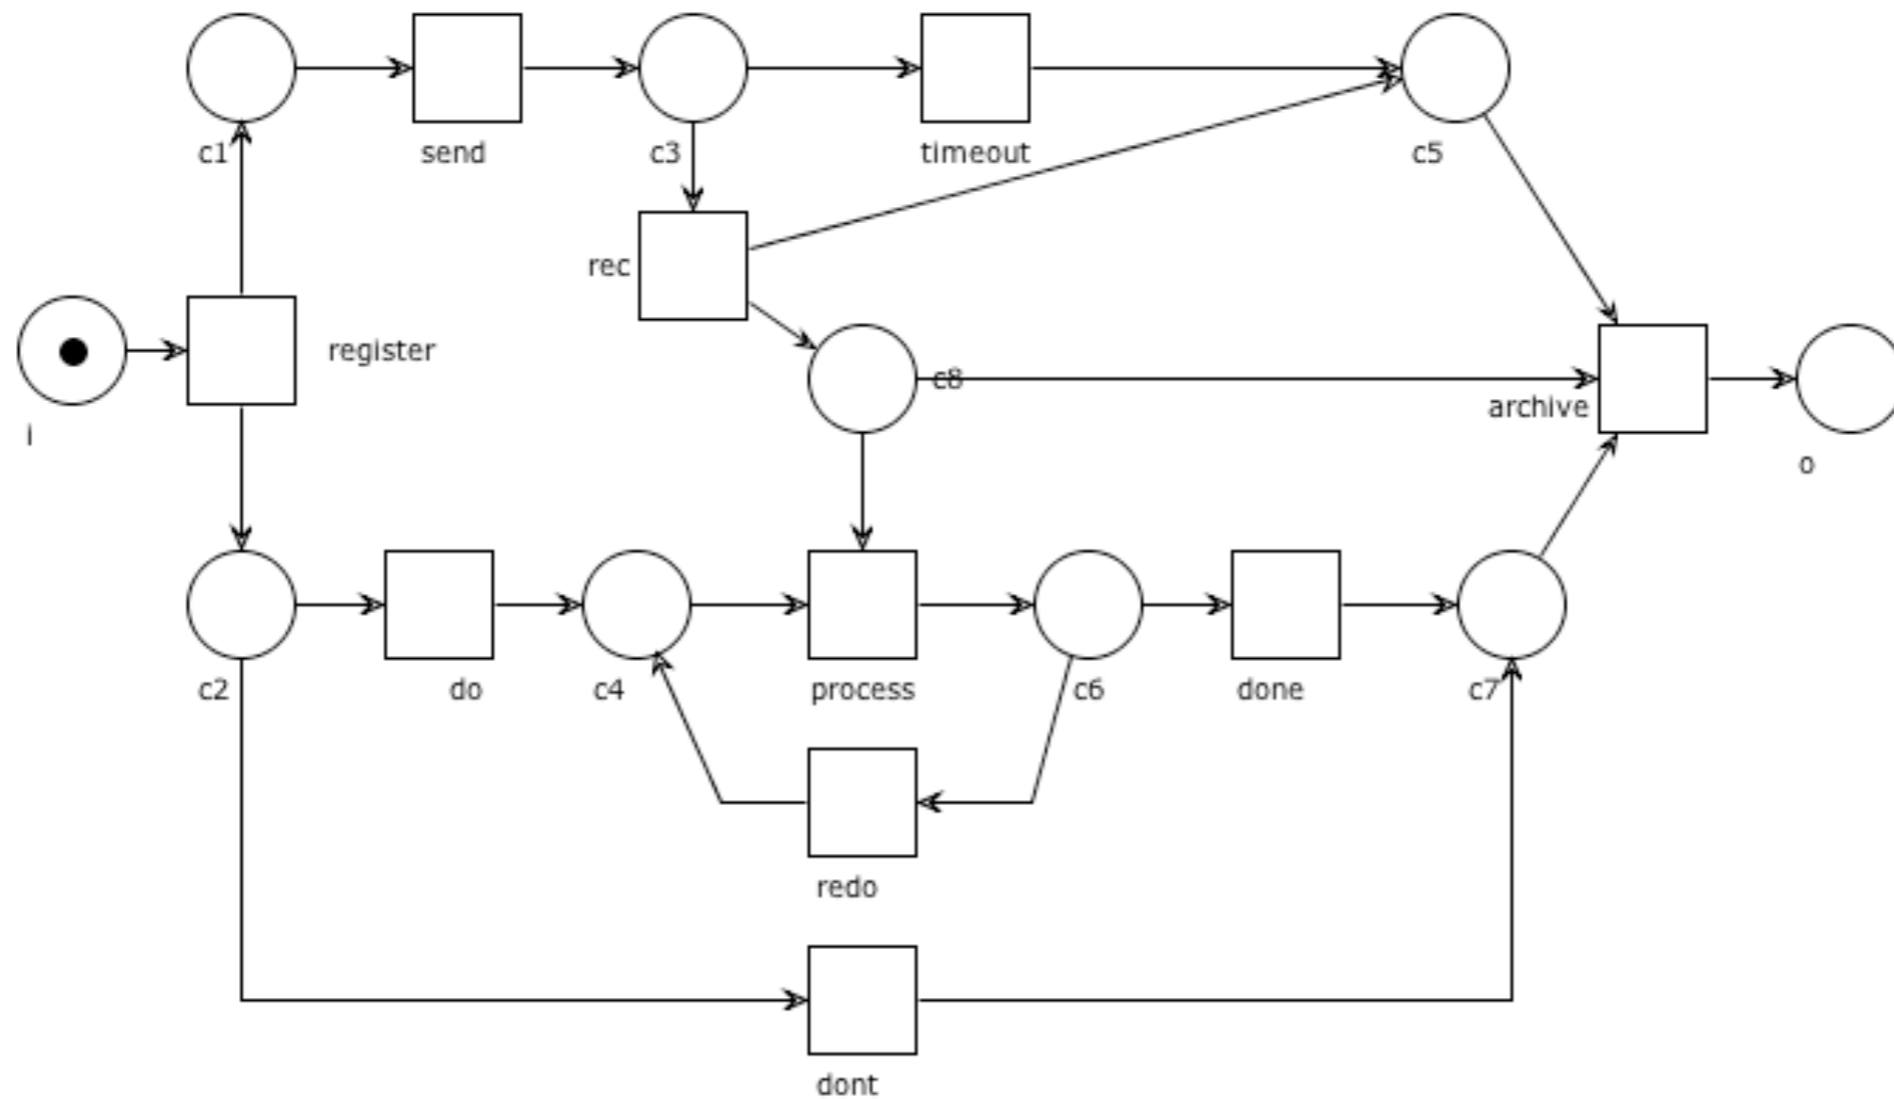 c1
send
c3
timeout
c5
rec
i
register
c8
archive
o
c2
do
c4
process
c6
done
c7
redo
dont